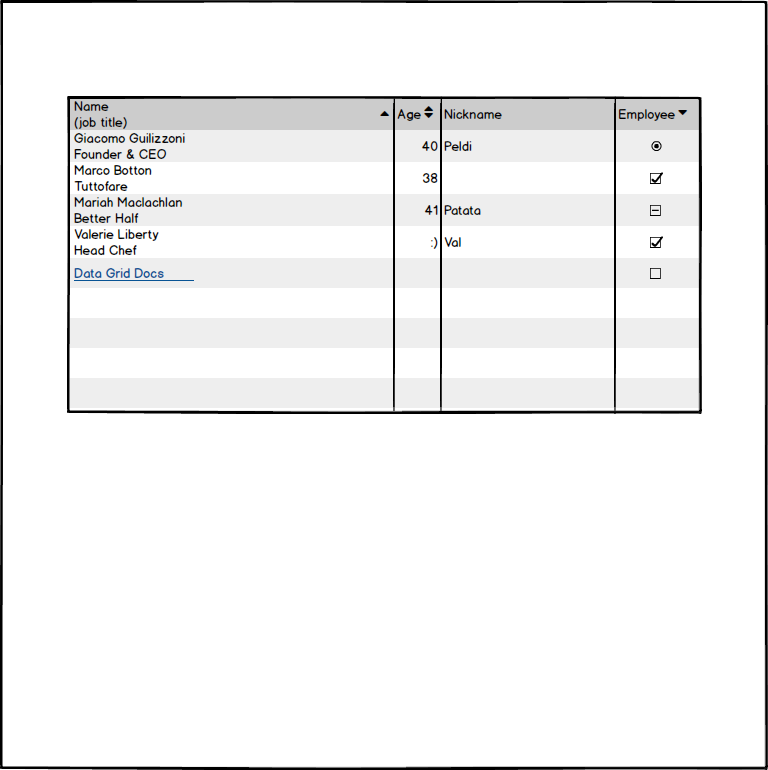 Name
(job title)
Age
Nickname
Employee
Giacomo Guilizzoni
Founder & CEO
40
Peldi
Marco Botton
Tuttofare
38
Mariah Maclachlan
Better Half
41
Patata
Valerie Liberty
Head Chef
:)
Val
Data Grid Docs